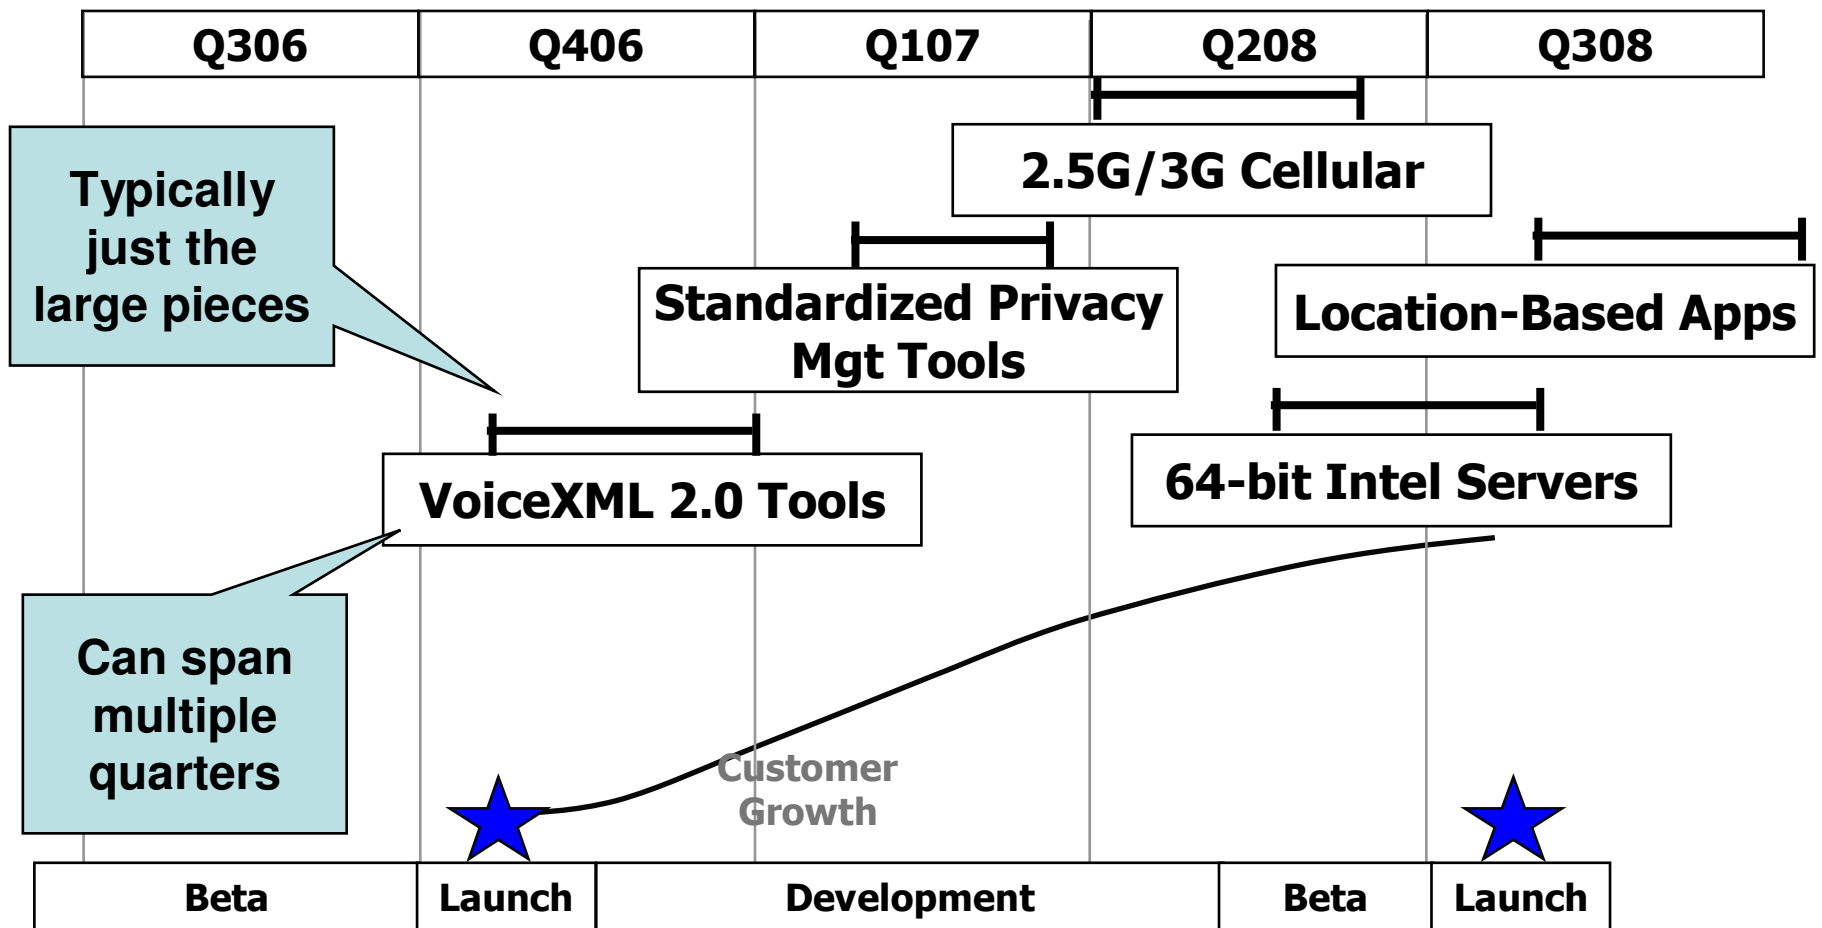 Q306
Q406
Q107
Q208
Q308
Typically
just the
large pieces
2.5G/3G Cellular
Standardized Privacy
Mgt Tools
Location-Based Apps
VoiceXML 2.0 Tools
64-bit Intel Servers
Can span
multiple
quarters
Customer
Growth
Beta
Launch
Development
Beta
Launch